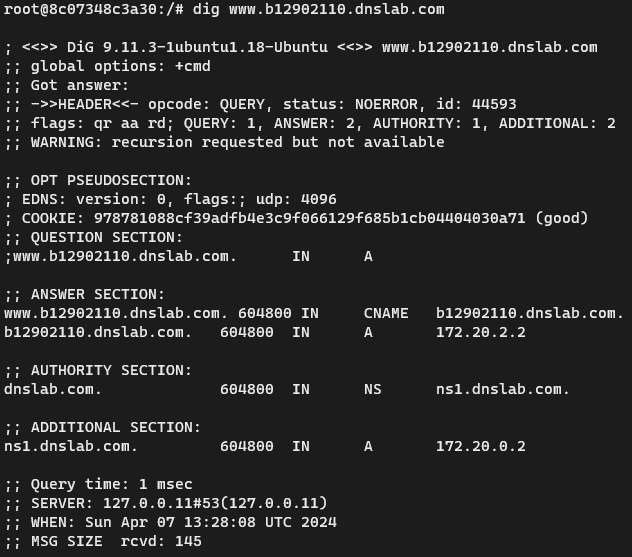 root@8c07348c3a30:/# dig www.b12902110.dnslab.com
; <<>> DiG 9.11.3-1ubuntu1.18-Ubuntu <<>> www.b12902110.dnslab.com
;; global options: +cmd
;; Got answer:
;; ->>HEADER<<- opcode: QUERY, status: NOERROR, id: 44593
;; flags: qr aa rd; QUERY: 1, ANSWER: 2, AUTHORITY: 1, ADDITIONAL: 2
;; WARNING: recursion requested but not available
;; OPT PSEUDOSECTION:
; EDNS: version: 0, flags:; udp: 4096
; COOKIE: 978781088cf39adfb4e3c9f066129f685b1cb04404030a71 (good)
;; QUESTION SECTION:
;www.b12902110.dnslab.com. IN A
;; ANSWER SECTION:
www.b12902110.dnslab.com. 604800 IN CNAME b12902110.dnslab.com.
b12902110.dnslab.com. 604800 IN A 172.20.2.2
;; AUTHORITY SECTION:
dnslab.com. 604800 IN NS ns1.dnslab.com.
;; ADDITIONAL SECTION:
ns1.dnslab.com. 604800 IN A 172.20.0.2
;; Query time: 1 msec
;; SERVER: 127.0.0.11#53(127.0.0.11)
;; WHEN: Sun Apr 07 13:28:08 UTC 2024
;; MSG SIZE rcvd: 145